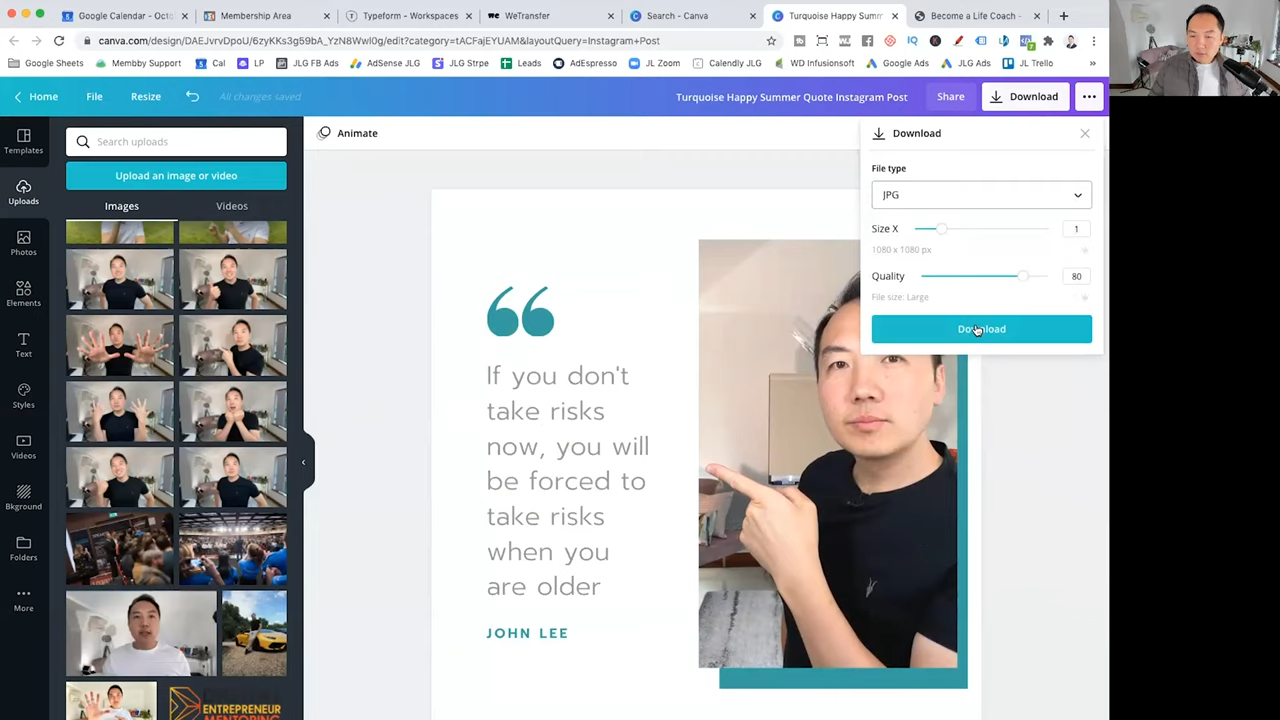 Google Calendar - Octo
Membership Area
Typeform - Workspaces
WeTransfer
Search - Canva
Turquoise Happy Summ
Become a Life Coach -
canva.com/design/DAEJvrvDpoU/6zyKKs3g59bA_YzN8Wwl0g/edit?category=tACFajEYUAM&layoutQuery=Instagram+Post
Google Sheets
Membby Support
Cal
LP
JLG FB Ads
AdSense JLG
JLG Strpe
Leads
AdEspresso
JL Zoom
Calendly JLG
WD Infusionsoft
Google Ads
JLG Ads
JL Trello
Home
File
Resize
All changes saved
Turquoise Happy Summer Quote Instagram Post
Share
Download
Templates
Uploads
Photos
Elements
Text
Styles
Videos
Bkground
Folders
More
Search uploads
Upload an image or video
Images
Videos
ENTREPRENEUR
MENTORING
Animate
If you don't
take risks
now, you will
be forced to
take risks
when you
are older
JOHN LEE
Download
File type
JPG
Size X
1
1080 x 1080 px
Quality
80
File size: Large
Download